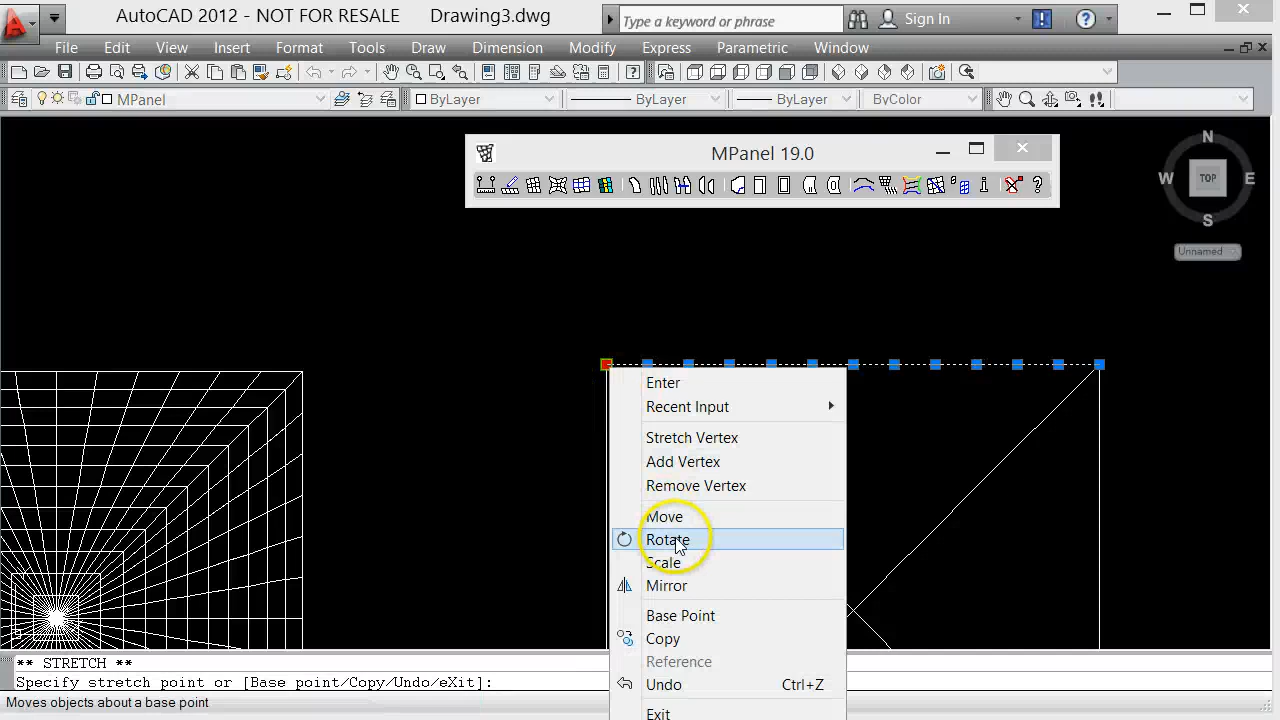 AutoCAD 2012 - NOT FOR RESALE Drawing3.dwg Type a keyword or phrase Sign In
File Edit View Insert Format Tools Draw Dimension Modify Express Parametric Window
MPanel ByLayer ByLayer ByLayer ByColor
MPanel 19.0
N
W TOP E
S
Unnamed
Enter
Recent Input
Stretch Vertex
Add Vertex
Remove Vertex
Move
Rotate
Scale
Mirror
Base Point
Copy
Reference
Undo Ctrl+Z
Exit
** STRETCH **
Specify stretch point or [Base point/Copy/Undo/eXit]:
Moves objects about a base point